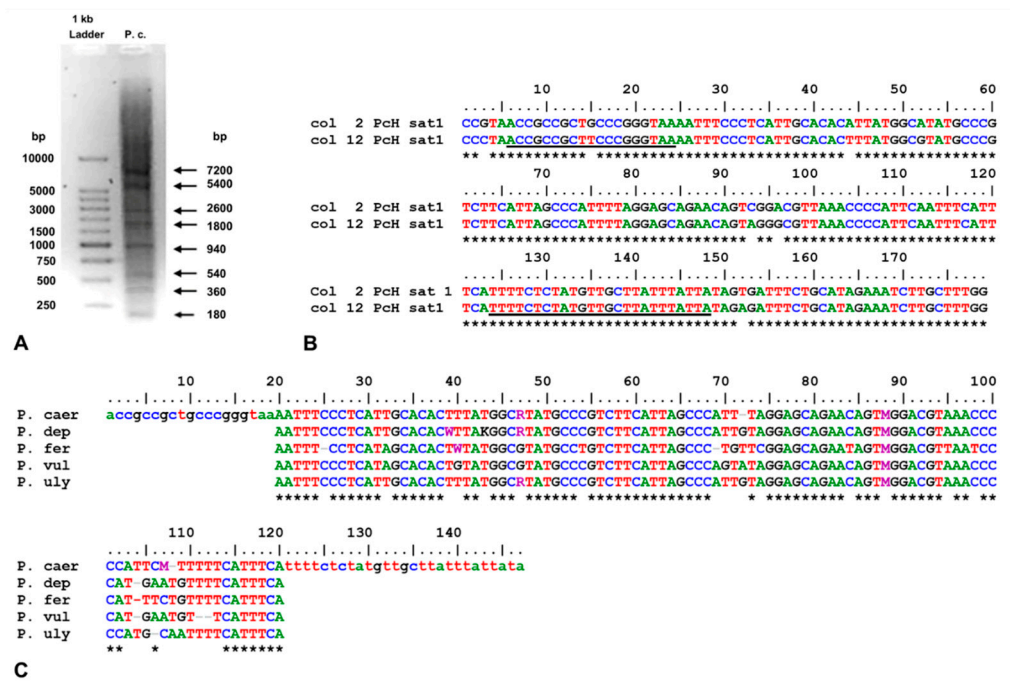 1 kb
Ladder P. c.
bp bp
10000
5000
3000
1500
1000
750
500
250
7200
5400
2600
1800
940
540
360
180
A
10 20 30 40 50 60
col 2 PcH sat1 CCGTAACCGCCGCTGCCCGGGTAAAATTTCCCTCATTGCACACATTATGGCATATGCCCG
col 12 PcH sat1 CCCTAACCGCCGCTTCCCGGGTAAAATTTCCCTCATTGCACACTTTATGGCGTATGCCCG
** *********** **************************** ******* ********
70 80 90 100 110 120
col 2 PcH sat1 TCTTCATTAGCCCATTTTAGGAGCAGAACAGTCGGACGTTAAACCCCATTCAATTTCATT
col 12 PcH sat1 TCTTCATTAGCCCATTTTAGGAGCAGAACAGTAGGGCGTTAAACCCCATTCAATTTCATT
******************************** ** ************************
130 140 150 160 170
Col 2 PcH sat 1 TCATTTTCTCTATGTTGCTTATTTATTATAGTGATTTCTGCATAGAAATCTTGCTTTGG
col 12 PcH sat1 TCATTTTCTCTATGTTGCTTATTTATTATAGAGATTTCTGCATAGAAATCTTGCTTTGG
******************************* ***************************
B
10 20 30 40 50 60 70 80 90 100
P. caer accgccgctgcccgggtaaAATTTCCCTCATTGCACACTTTATGGCRTATGCCCGTCTTCATTAGCCCATT-TAGGAGCAGAACAGTMGGACGTAAACCC
P. dep AATTTCCCTCATTGCACACWTTAKGGCRTATGCCCGTCTTCATTAGCCCATTGTAGGAGCAGAACAGTMGGACGTAAACCC
P. fer AATTT-CCTCATAGCACACTWTATGGCGTATGCCTGTCTTCATTAGCCC-TGTTCGGAGCAGAATAGTMGGACGTTAATCC
P. vul AATTTCCCTCATAGCACACTGTATGGCGTATGCCCGTCTTCATTAGCCCAGTATAGGAGCAGAACAGTMGGACGTAAACCC
P. uly AATTTCCCTCATTGCACACTTTATGGCRTATGCCCGTCTTCATTAGCCCATTGTAGGAGCAGAACAGTMGGACGTAAACCC
***** ****** ****** ** *** ****** ************** * ********** *** ****** ** **
110 120 130 140
P. caer CCATTCM-TTTTTCATTTCAttttctctatgttgcttatttattata
P. dep CAT-GAATGTTTTCATTTCA
P. fer CAT-TTCTGTTTTCATTTCA
P. vul CAT-GAATGT--TCATTTCA
P. uly CCATG-CAATTTTCATTTCA
** * *******
C